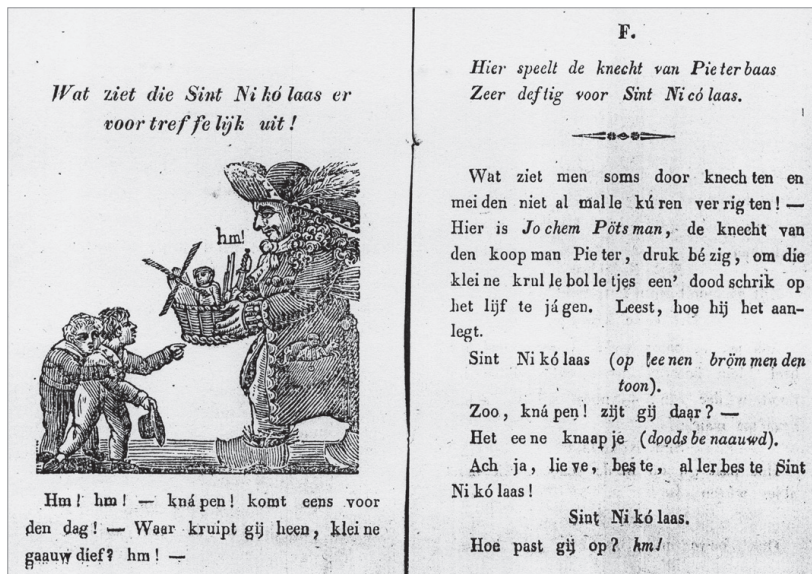 Wat ziet die Sint Ni kó laas er
voor tref fe lijk uit!
hm!
Hm! hm! — kná pen! komt eens voor
den dag! — Waar kruipt gij heen, klei ne
gaauw dief? hm! —
F.
Hier speelt de knecht van Pie ter baas
Zeer def tig voor Sint Ni có laas.
Wat ziet men soms door knech ten en
mei den niet al mal le kú ren ver rig ten! —
Hier is Jo chem Pöts man, de knecht van
den koop man Pie ter, druk bé zig, om die
klei ne krul le bol le tjes een' dood schrik op
het lijf te já gen. Leest, hoe hij het aan-
legt.
Sint Ni kó laas (op eenen bröm men den
toon).
Zoo, kná pen! zijt gij daar? —
Het ee ne knaap je (doods be naauwd).
Ach ja, lie ve, bes te, al ler bes te Sint
Ni kó laas!
Sint Ni kó laas.
Hoe past gij op? hm!